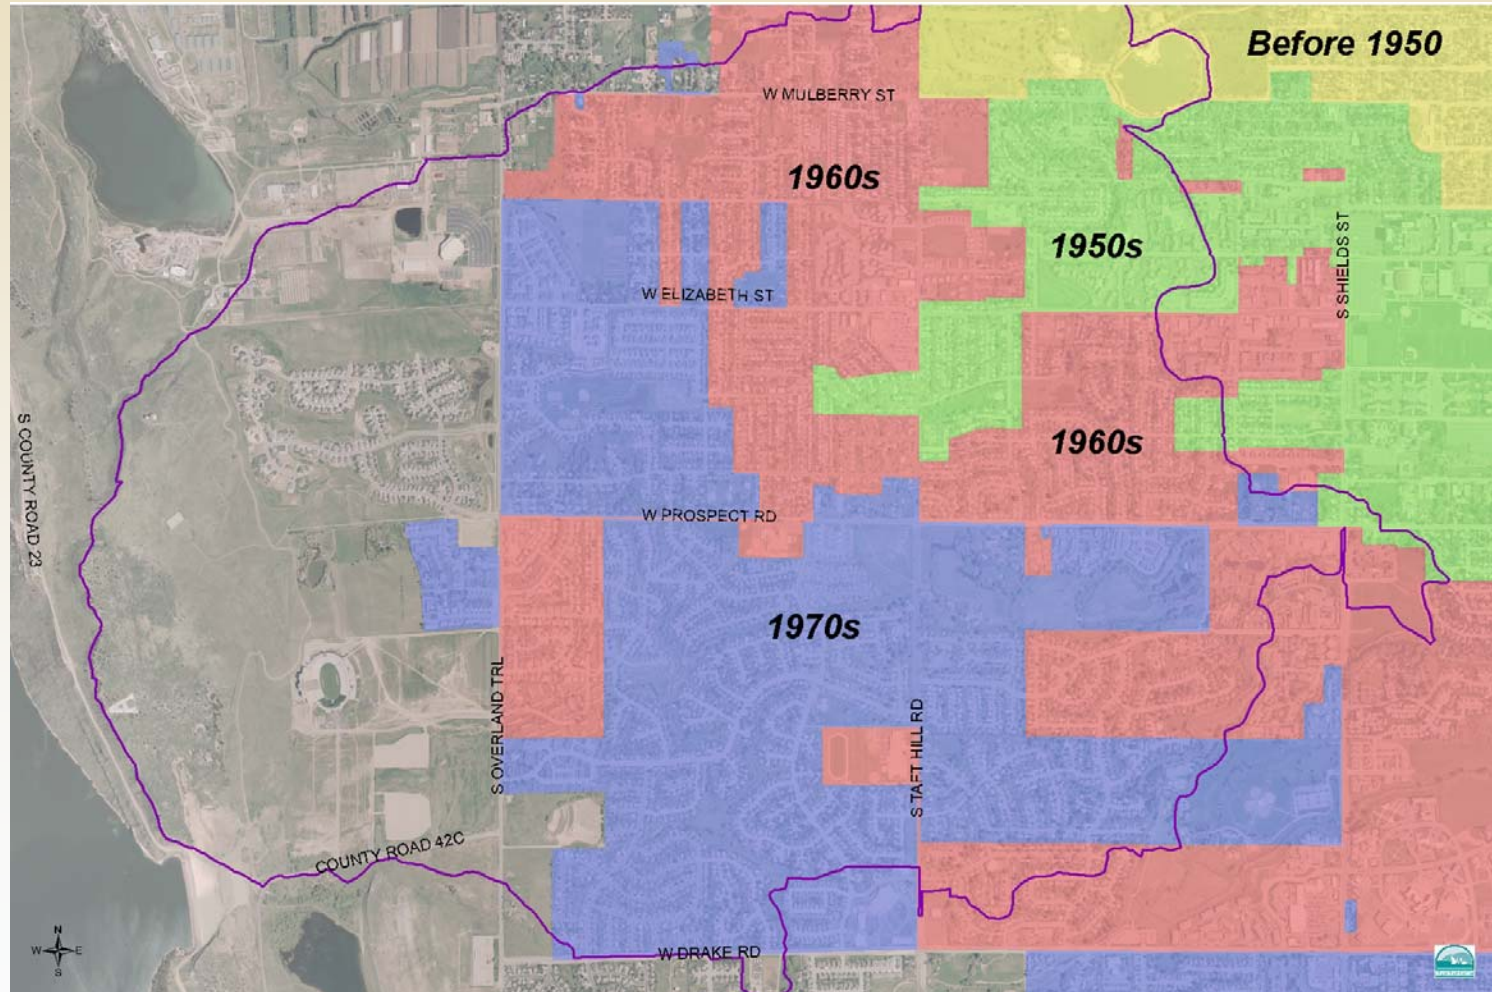 Before 1950
W MULBERRY ST
1960s
1950s
S SHIELDS ST
W ELIZABETH ST
1960s
S COUNTY ROAD 23
W PROSPECT RD
1970s
S OVERLAND TRL
S TAFT HILL RD
COUNTY ROAD 42C
W DRAKE RD
N
W E
S